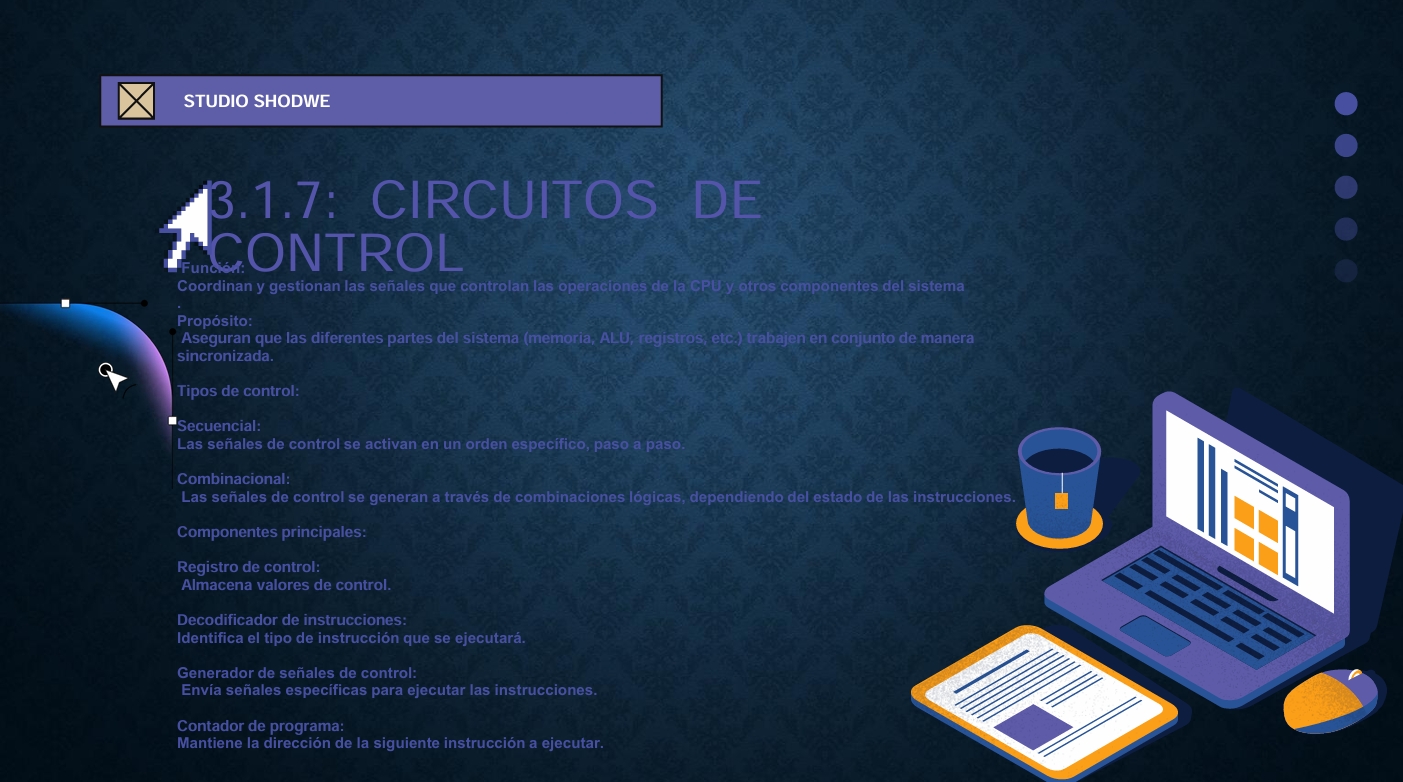 STUDIO SHODWE
3.1.7: CIRCUITOS DE
CONTROL
Función:
Coordinan y gestionan las señales que controlan las operaciones de la CPU y otros componentes del sistema
.
Propósito:
Aseguran que las diferentes partes del sistema (memoria, ALU, registros, etc.) trabajen en conjunto de manera
sincronizada.
Tipos de control:
Secuencial:
Las señales de control se activan en un orden específico, paso a paso.
Combinacional:
Las señales de control se generan a través de combinaciones lógicas, dependiendo del estado de las instrucciones.
Componentes principales:
Registro de control:
Almacena valores de control.
Decodificador de instrucciones:
Identifica el tipo de instrucción que se ejecutará.
Generador de señales de control:
Envía señales específicas para ejecutar las instrucciones.
Contador de programa:
Mantiene la dirección de la siguiente instrucción a ejecutar.